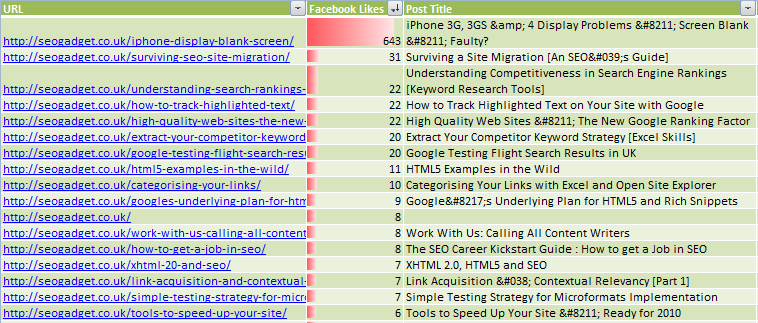 URL Facebook Likes Post Title
iPhone 3G, 3GS &amp; 4 Display Problems &#8211; Screen Blank
http://seogadget.co.uk/iphone-display-blank-screen/ 643 &#8211; Faulty?
http://seogadget.co.uk/surviving-seo-site-migration/ 31 Surviving a Site Migration [An SEO&#039;s Guide]
Understanding Competitiveness in Search Engine Rankings
http://seogadget.co.uk/understanding-search-rankings- 22 [Keyword Research Tools]
http://seogadget.co.uk/how-to-track-highlighted-text/ 22 How to Track Highlighted Text on Your Site with Google
http://seogadget.co.uk/high-quality-web-sites-the-new- 22 High Quality Web Sites &#8211; The New Google Ranking Factor
http://seogadget.co.uk/extract-your-competitor-keyword 20 Extract Your Competitor Keyword Strategy [Excel Skills]
http://seogadget.co.uk/google-testing-flight-search-resu 20 Google Testing Flight Search Results in UK
http://seogadget.co.uk/html5-examples-in-the-wild/ 11 HTML5 Examples in the Wild
http://seogadget.co.uk/categorising-your-links/ 10 Categorising Your Links with Excel and Open Site Explorer
http://seogadget.co.uk/googles-underlying-plan-for-htm 9 Google&#8217;s Underlying Plan for HTML5 and Rich Snippets
http://seogadget.co.uk/ 8
http://seogadget.co.uk/work-with-us-calling-all-content 8 Work With Us: Calling All Content Writers
http://seogadget.co.uk/how-to-get-a-job-in-seo/ 8 The SEO Career Kickstart Guide : How to get a Job in SEO
http://seogadget.co.uk/xhtml-20-and-seo/ 7 XHTML 2.0, HTML5 and SEO
http://seogadget.co.uk/link-acquisition-and-contextual- 7 Link Acquisition &#038; Contextual Relevancy [Part 1]
http://seogadget.co.uk/simple-testing-strategy-for-micr 7 Simple Testing Strategy for Microformats Implementation
http://seogadget.co.uk/tools-to-speed-up-your-site/ 6 Tools to Speed Up Your Site &#8211; Ready for 2010